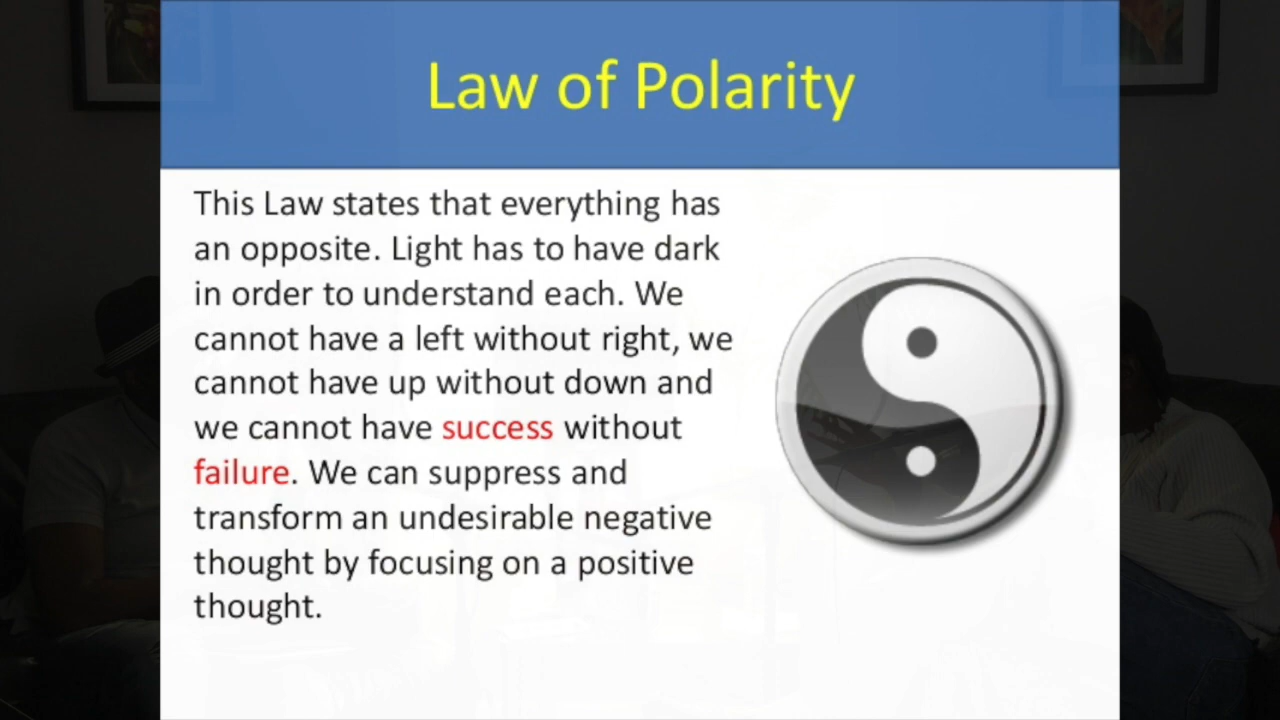 Law of Polarity
This Law states that everything has
an opposite. Light has to have dark
in order to understand each. We
cannot have a left without right, we
cannot have up without down and
we cannot have success without
failure. We can suppress and
transform an undesirable negative
thought by focusing on a positive
thought.